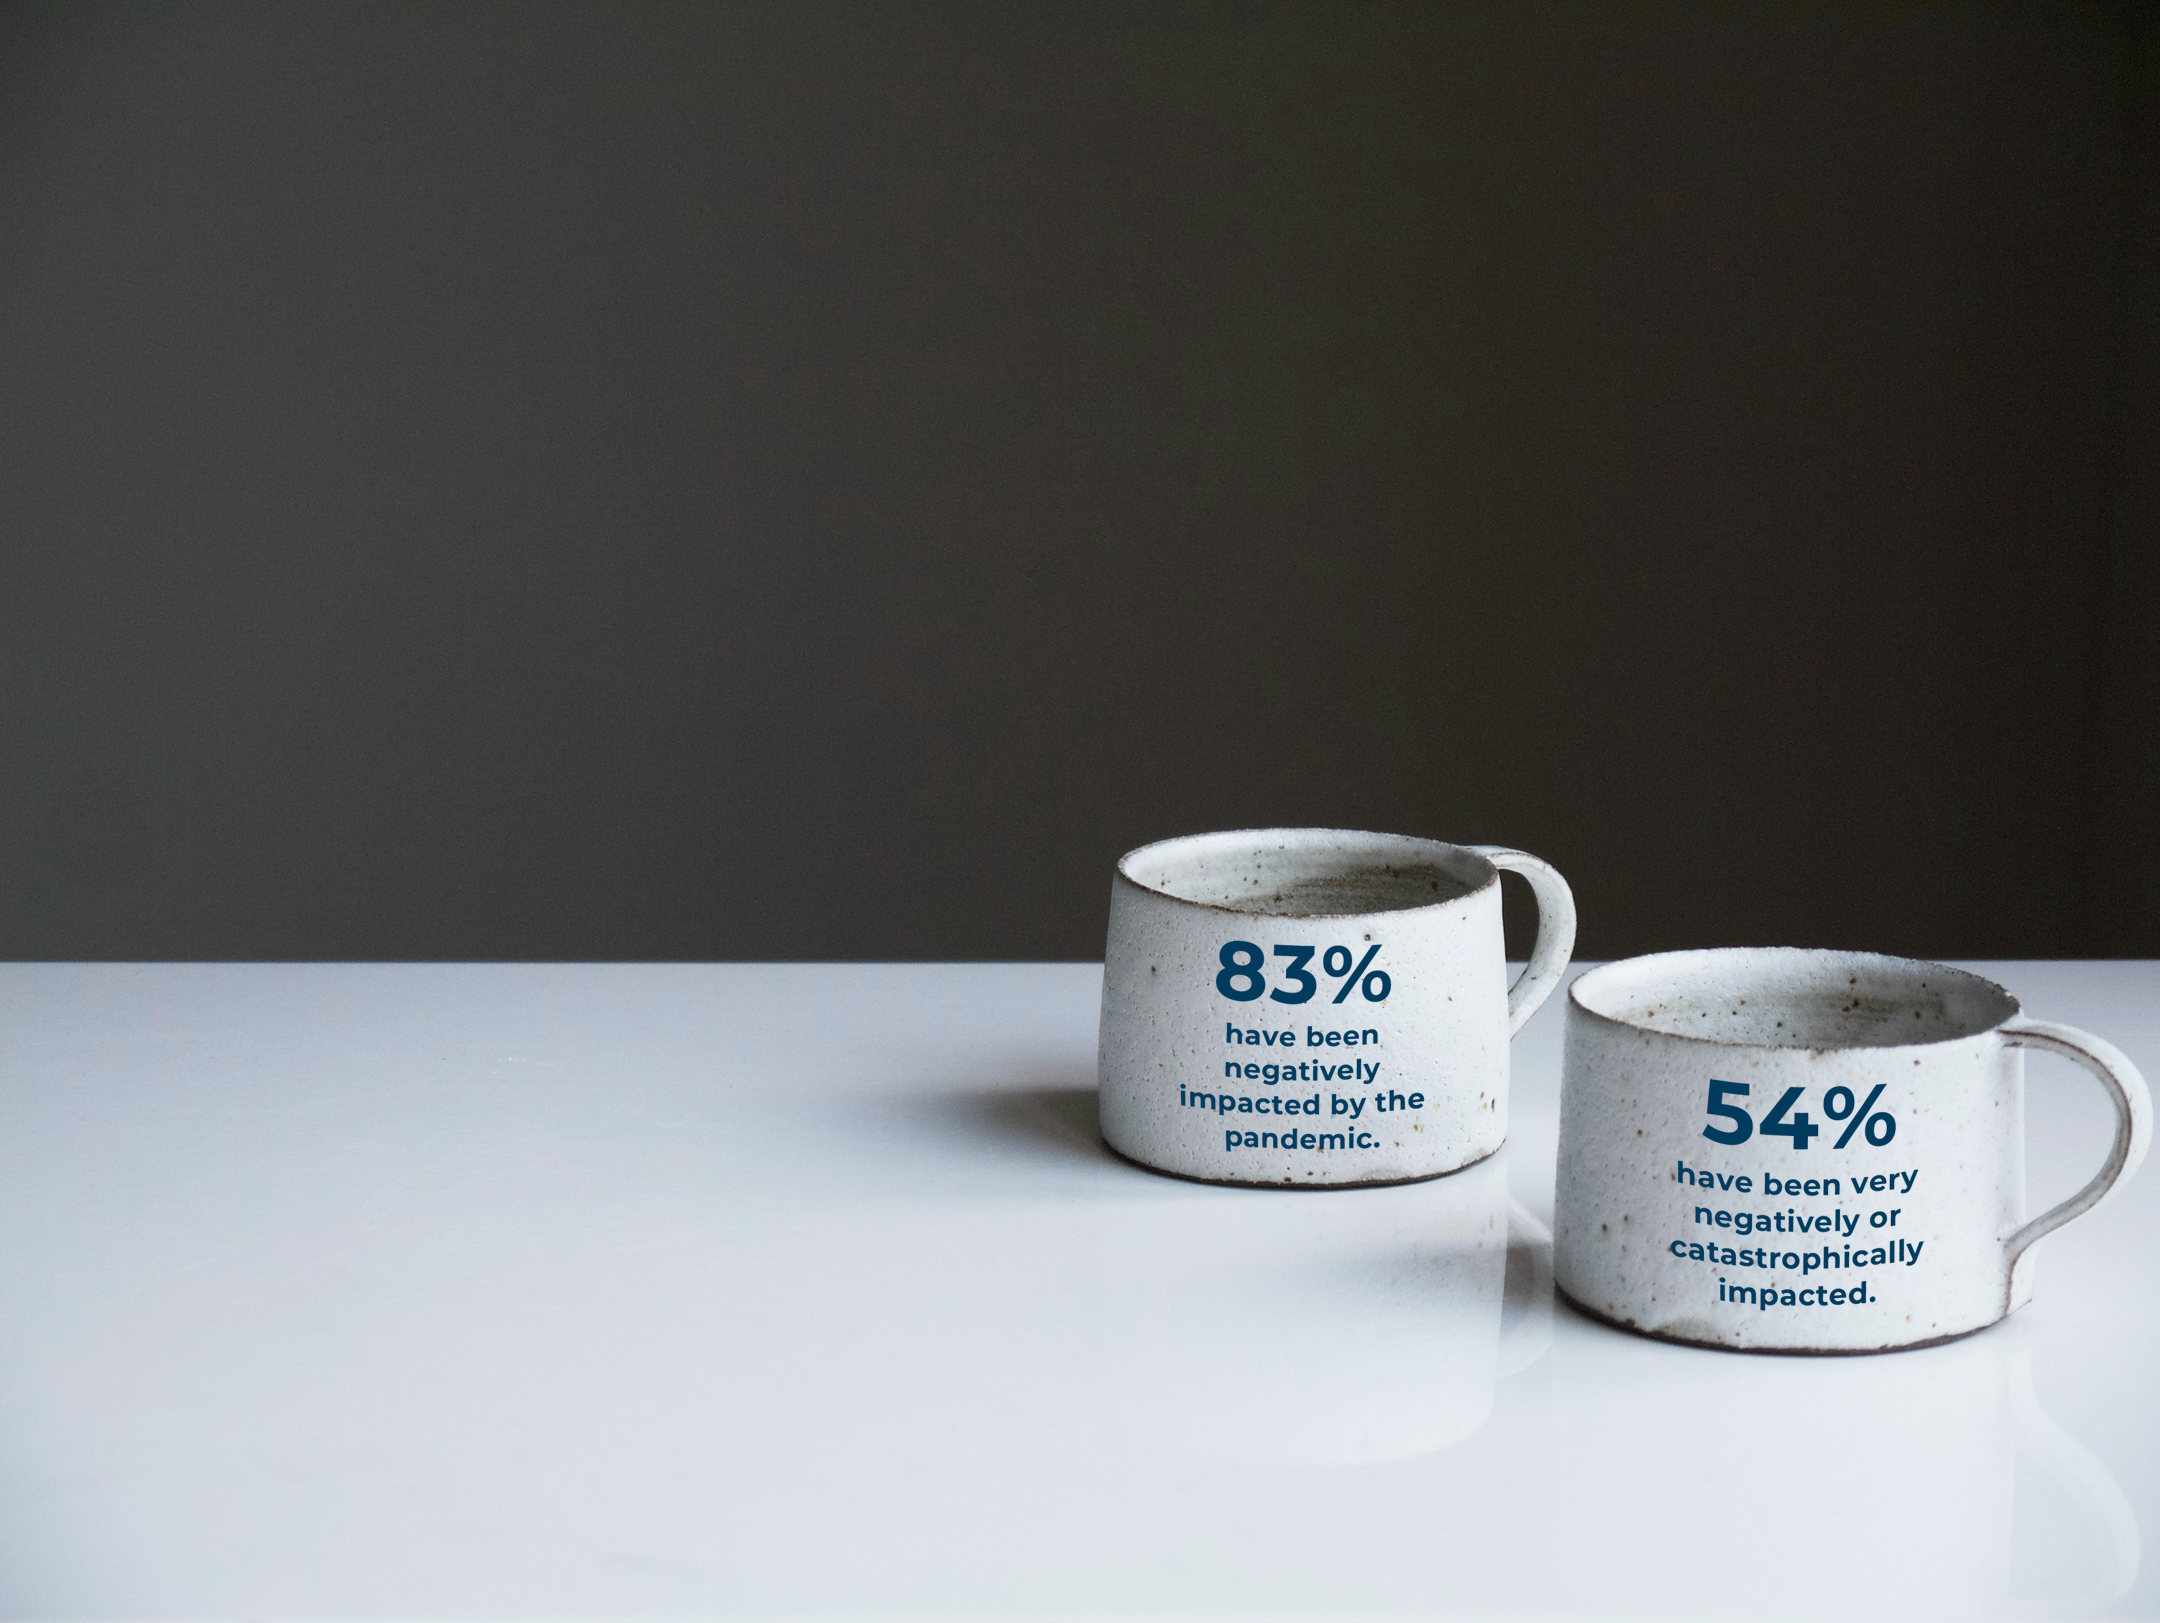 83%
have been
negatively
impacted by the
pandemic.
54%
have been very
negatively or
catastrophically
impacted.